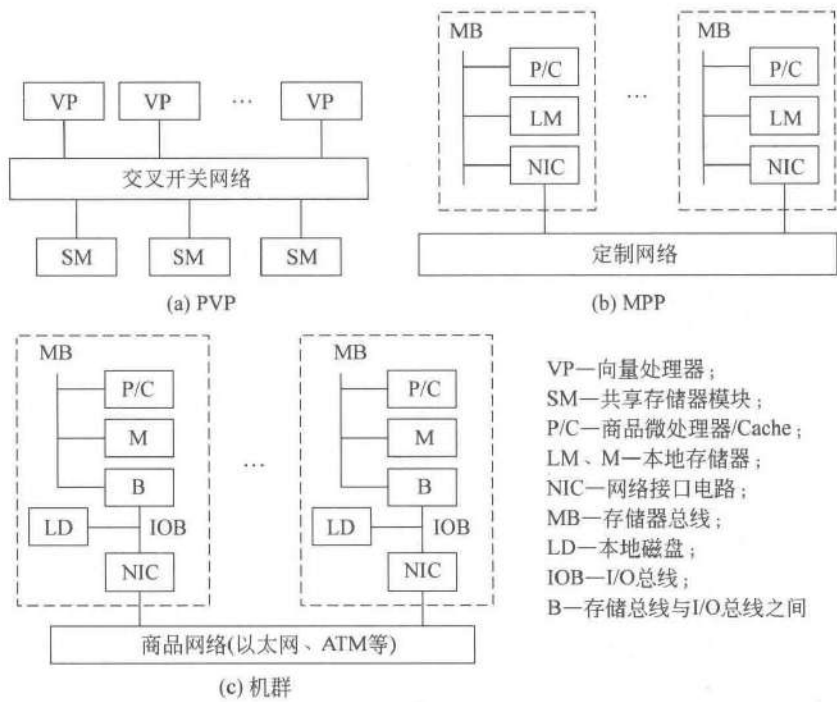 VP VP … VP
交叉开关网络
SM SM SM
(a) PVP
MB MB
P/C … P/C
LM LM
NIC NIC
定制网络
(b) MPP
MB MB
P/C P/C
M … M
B B
LD IOB LD IOB
NIC NIC
商品网络(以太网、ATM等)
(c) 机群
VP—向量处理器；
SM—共享存储器模块；
P/C—商品微处理器/Cache；
LM、M—本地存储器；
NIC—网络接口电路；
MB—存储器总线；
LD—本地磁盘；
IOB—I/O总线；
B—存储总线与I/O总线之间